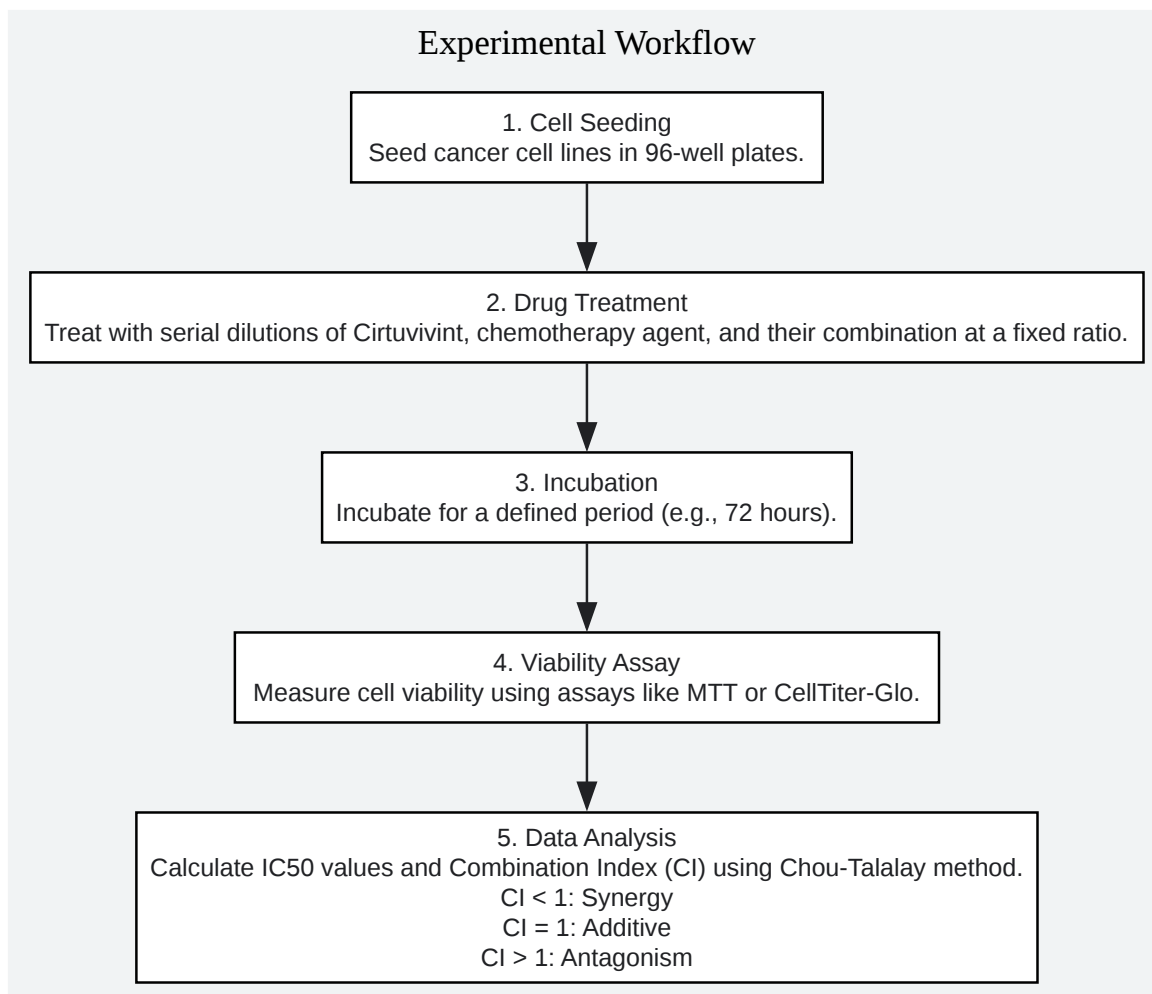 Experimental Workflow
1. Cell Seeding
Seed cancer cell lines in 96-well plates.
2. Drug Treatment
Treat with serial dilutions of Cirtuvivint, chemotherapy agent, and their combination at a fixed ratio.
3. Incubation
Incubate for a defined period (e.g., 72 hours).
4. Viability Assay
Measure cell viability using assays like MTT or CellTiter-Glo.
5. Data Analysis
Calculate IC50 values and Combination Index (CI) using Chou-Talalay method.
CI < 1: Synergy
CI = 1: Additive
CI > 1: Antagonism